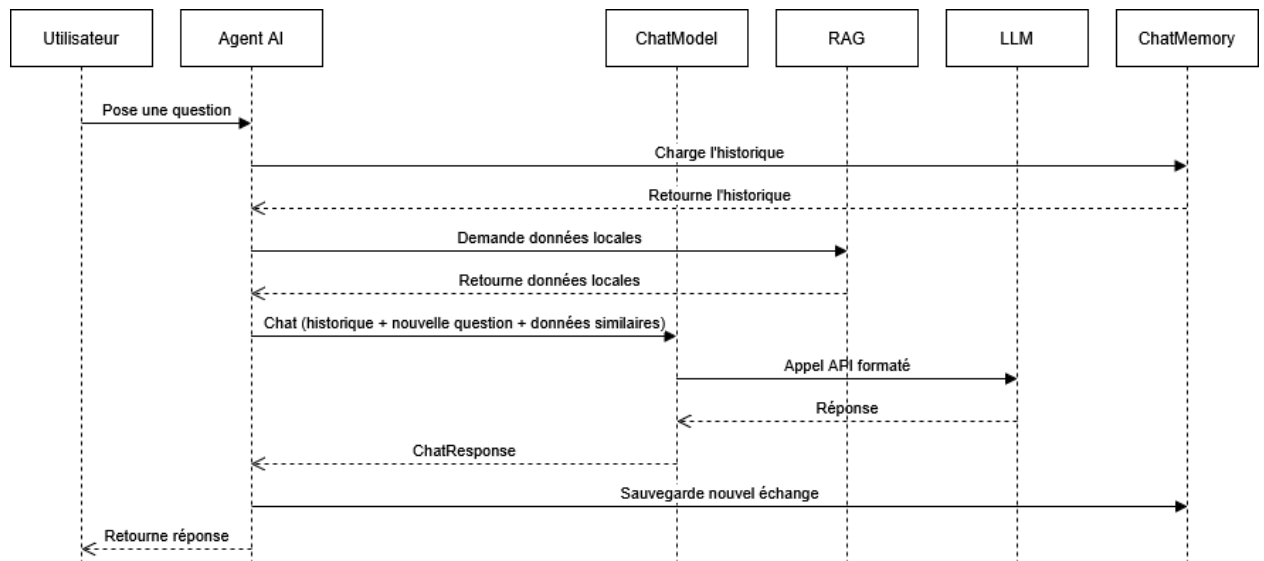 Utilisateur
Agent AI
ChatModel
RAG
LLM
ChatMemory
Pose une question
Charge l'historique
Retourne l'historique
Demande données locales
Retourne données locales
Chat (historique + nouvelle question + données similaires)
Appel API formaté
Réponse
ChatResponse
Sauvegarde nouvel échange
Retourne réponse